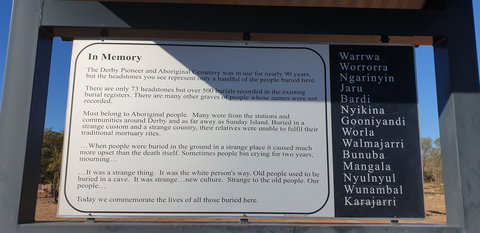 In Memory
The Derby Pioneer and Aboriginal Cemetery was in use for nearly 90 years,
but the headstones you see represent only a handful of the people buried here.
There are only 73 headstones but over 500 burials recorded in the existing
burial registers. There are many other graves of people whose names were not
recorded.
Most belong to Aboriginal people. Many were from the stations and
communities around Derby and as far away as Sunday Island. Buried in a
strange custom and a strange country, their relatives were unable to fulfil their
traditional mortuary rites.
...When people were buried in the ground in a strange place it caused much
more upset than the death itself. Sometimes people bin crying for two years,
mourning...
...It was a strange thing. It was the white person's way. Old people used to be
buried in a cave. It was strange...new culture. Strange to the old people. Our
people...
Today we commemorate the lives of all those buried here.
Warrwa
Worrorra
Ngarinyin
Jaru
Bardi
Nyikina
Gooniyandi
Worla
Walmajarri
Bunuba
Mangala
Nyulnyul
Wunambal
Karajarri